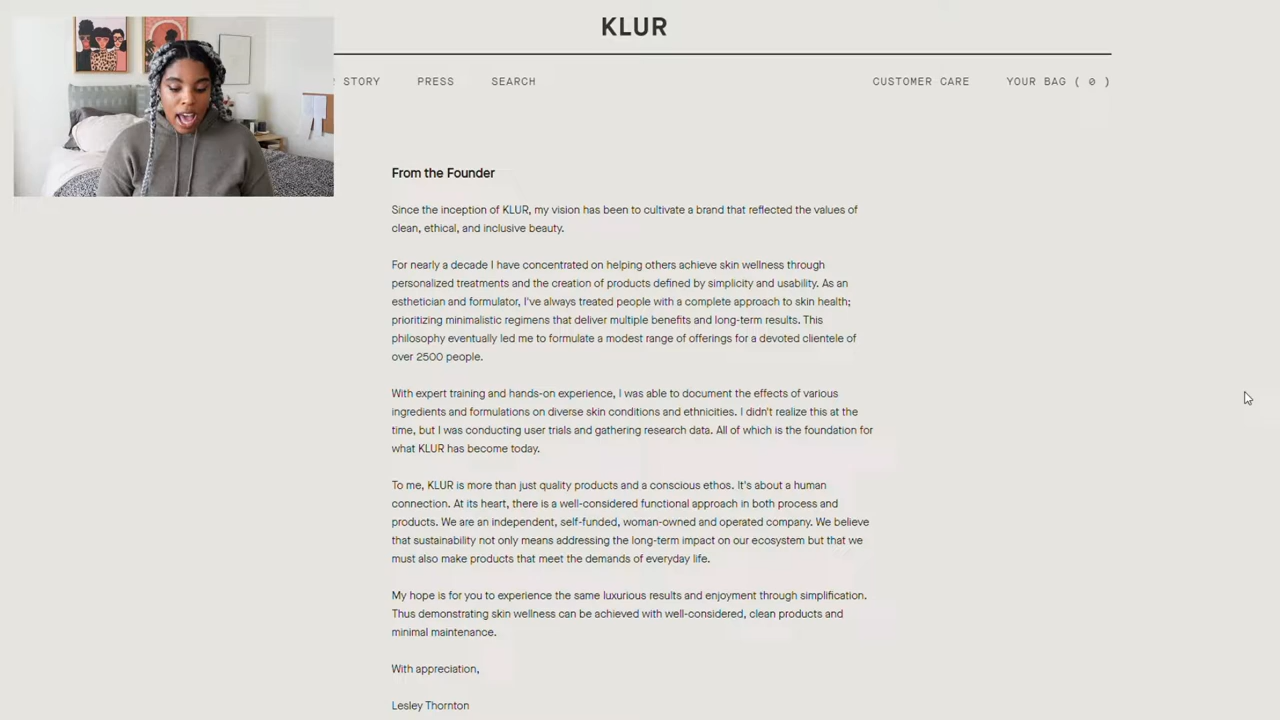 KLUR
STORY PRESS SEARCH CUSTOMER CARE YOUR BAG ( 0 )
From the Founder
Since the inception of KLUR, my vision has been to cultivate a brand that reflected the values of
clean, ethical, and inclusive beauty.
For nearly a decade I have concentrated on helping others achieve skin wellness through
personalized treatments and the creation of products defined by simplicity and usability. As an
esthetician and formulator, I've always treated people with a complete approach to skin health;
prioritizing minimalistic regimens that deliver multiple benefits and long-term results. This
philosophy eventually led me to formulate a modest range of offerings for a devoted clientele of
over 2500 people.
With expert training and hands-on experience, I was able to document the effects of various
ingredients and formulations on diverse skin conditions and ethnicities. I didn't realize this at the
time, but I was conducting user trials and gathering research data. All of which is the foundation for
what KLUR has become today.
To me, KLUR is more than just quality products and a conscious ethos. It's about a human
connection. At its heart, there is a well-considered functional approach in both process and
products. We are an independent, self-funded, woman-owned and operated company. We believe
that sustainability not only means addressing the long-term impact on our ecosystem but that we
must also make products that meet the demands of everyday life.
My hope is for you to experience the same luxurious results and enjoyment through simplification.
Thus demonstrating skin wellness can be achieved with well-considered, clean products and
minimal maintenance.
With appreciation,
Lesley Thornton